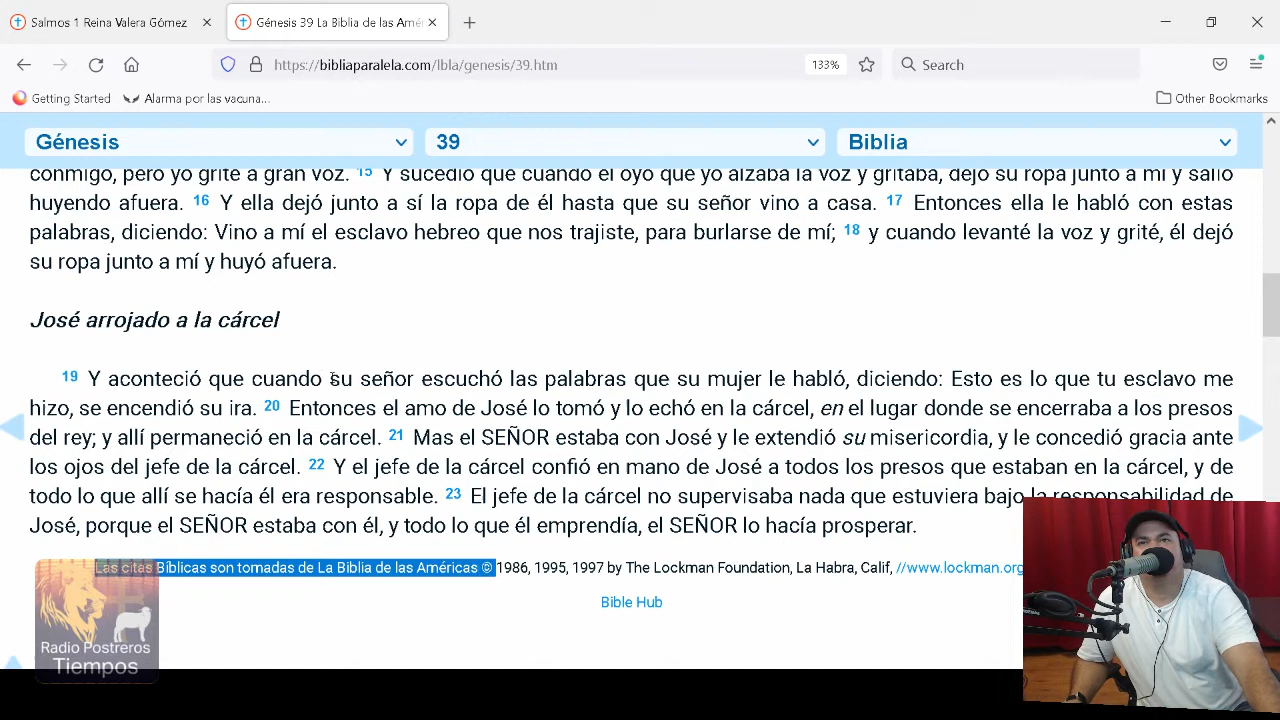 Salmos 1 Reina Valera Gómez
Génesis 39 La Biblia de las Amé
https://bibliaparalela.com/lbla/genesis/39.htm
133%
Search
Getting Started
Alarma por las vacuna...
Other Bookmarks
Génesis
39
Biblia
conmigo, pero yo grité a gran voz. 15 Y sucedió que cuando él oyó que yo alzaba la voz y gritaba, dejó su ropa junto a mí y salió
huyendo afuera. 16 Y ella dejó junto a sí la ropa de él hasta que su señor vino a casa. 17 Entonces ella le habló con estas
palabras, diciendo: Vino a mí el esclavo hebreo que nos trajiste, para burlarse de mí; 18 y cuando levanté la voz y grité, él dejó
su ropa junto a mí y huyó afuera.
José arrojado a la cárcel
19 Y aconteció que cuando su señor escuchó las palabras que su mujer le habló, diciendo: Esto es lo que tu esclavo me
hizo, se encendió su ira. 20 Entonces el amo de José lo tomó y lo echó en la cárcel, en el lugar donde se encerraba a los presos
del rey; y allí permaneció en la cárcel. 21 Mas el SEÑOR estaba con José y le extendió su misericordia, y le concedió gracia ante
los ojos del jefe de la cárcel. 22 Y el jefe de la cárcel confió en mano de José a todos los presos que estaban en la cárcel, y de
todo lo que allí se hacía él era responsable. 23 El jefe de la cárcel no supervisaba nada que estuviera bajo la responsabilidad de
José, porque el SEÑOR estaba con él, y todo lo que él emprendía, el SEÑOR lo hacía prosperar.
Las citas Bíblicas son tomadas de La Biblia de las Américas © 1986, 1995, 1997 by The Lockman Foundation, La Habra, Calif, //www.lockman.org
Bible Hub
Radio Postreros
Tiempos